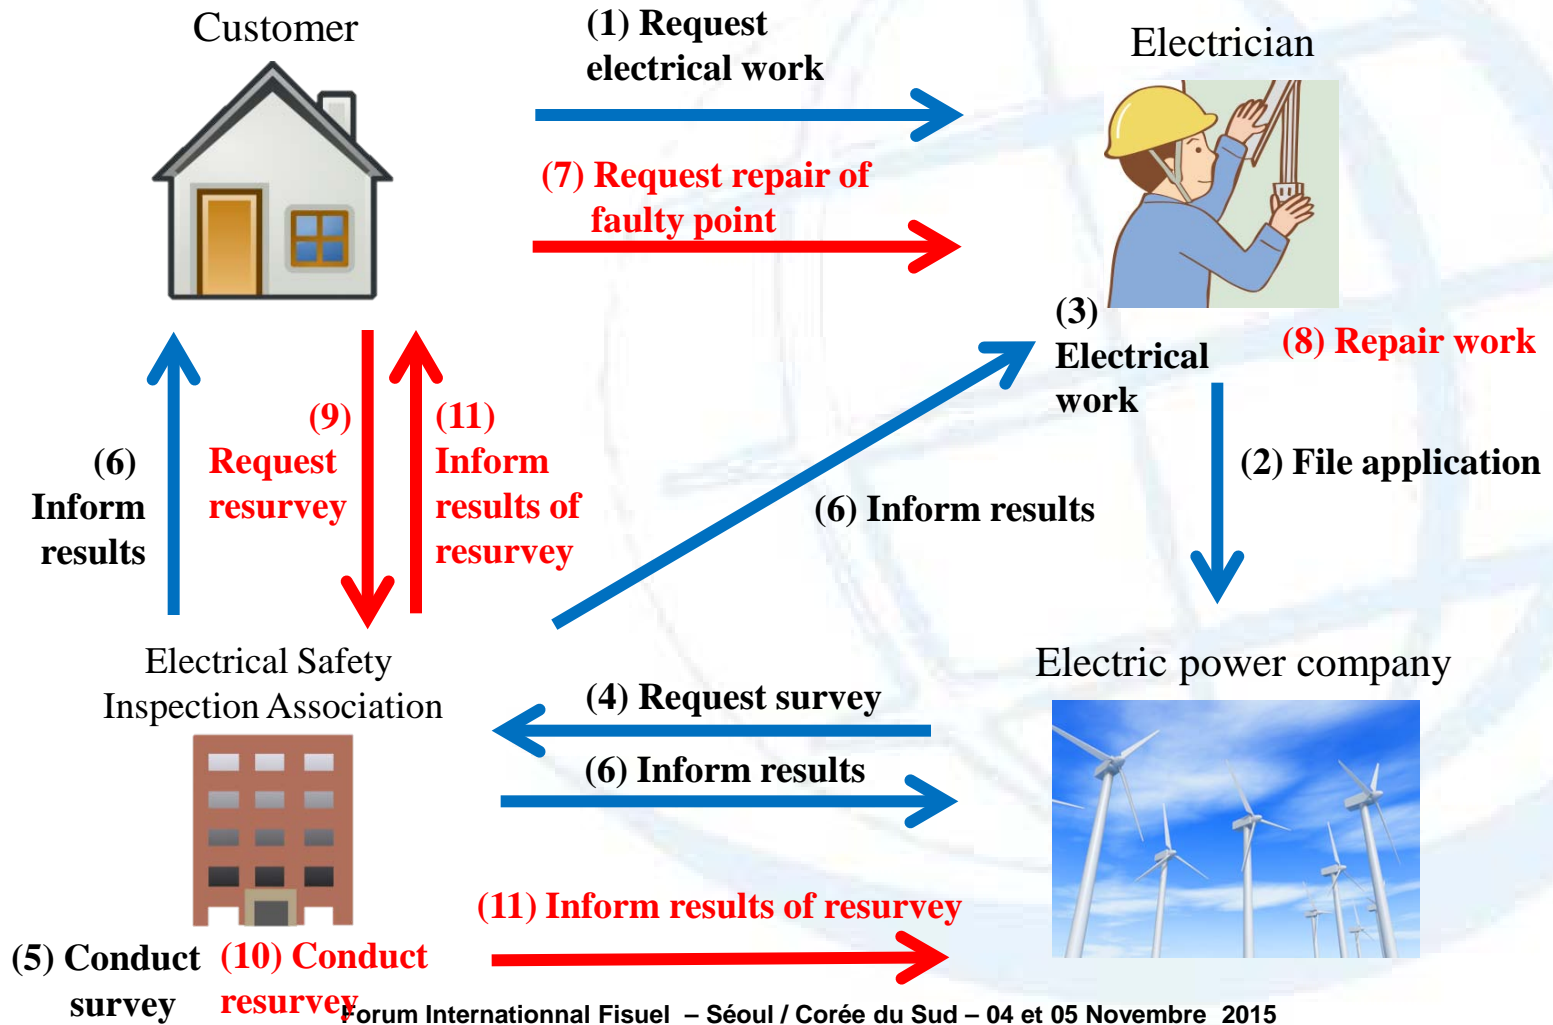 Customer
(1) Request
electrical work
Electrician
(7) Request repair of
faulty point
(3)
Electrical
work
(8) Repair work
(6)
Inform
results
(9)
Request
resurvey
(11)
Inform
results of
resurvey
(6) Inform results
(2) File application
Electrical Safety
Inspection Association
Electric power company
(4) Request survey
(6) Inform results
(11) Inform results of resurvey
(5) Conduct
survey
(10) Conduct
resurvey
Forum Internationnal Fisuel – Séoul / Corée du Sud – 04 et 05 Novembre 2015